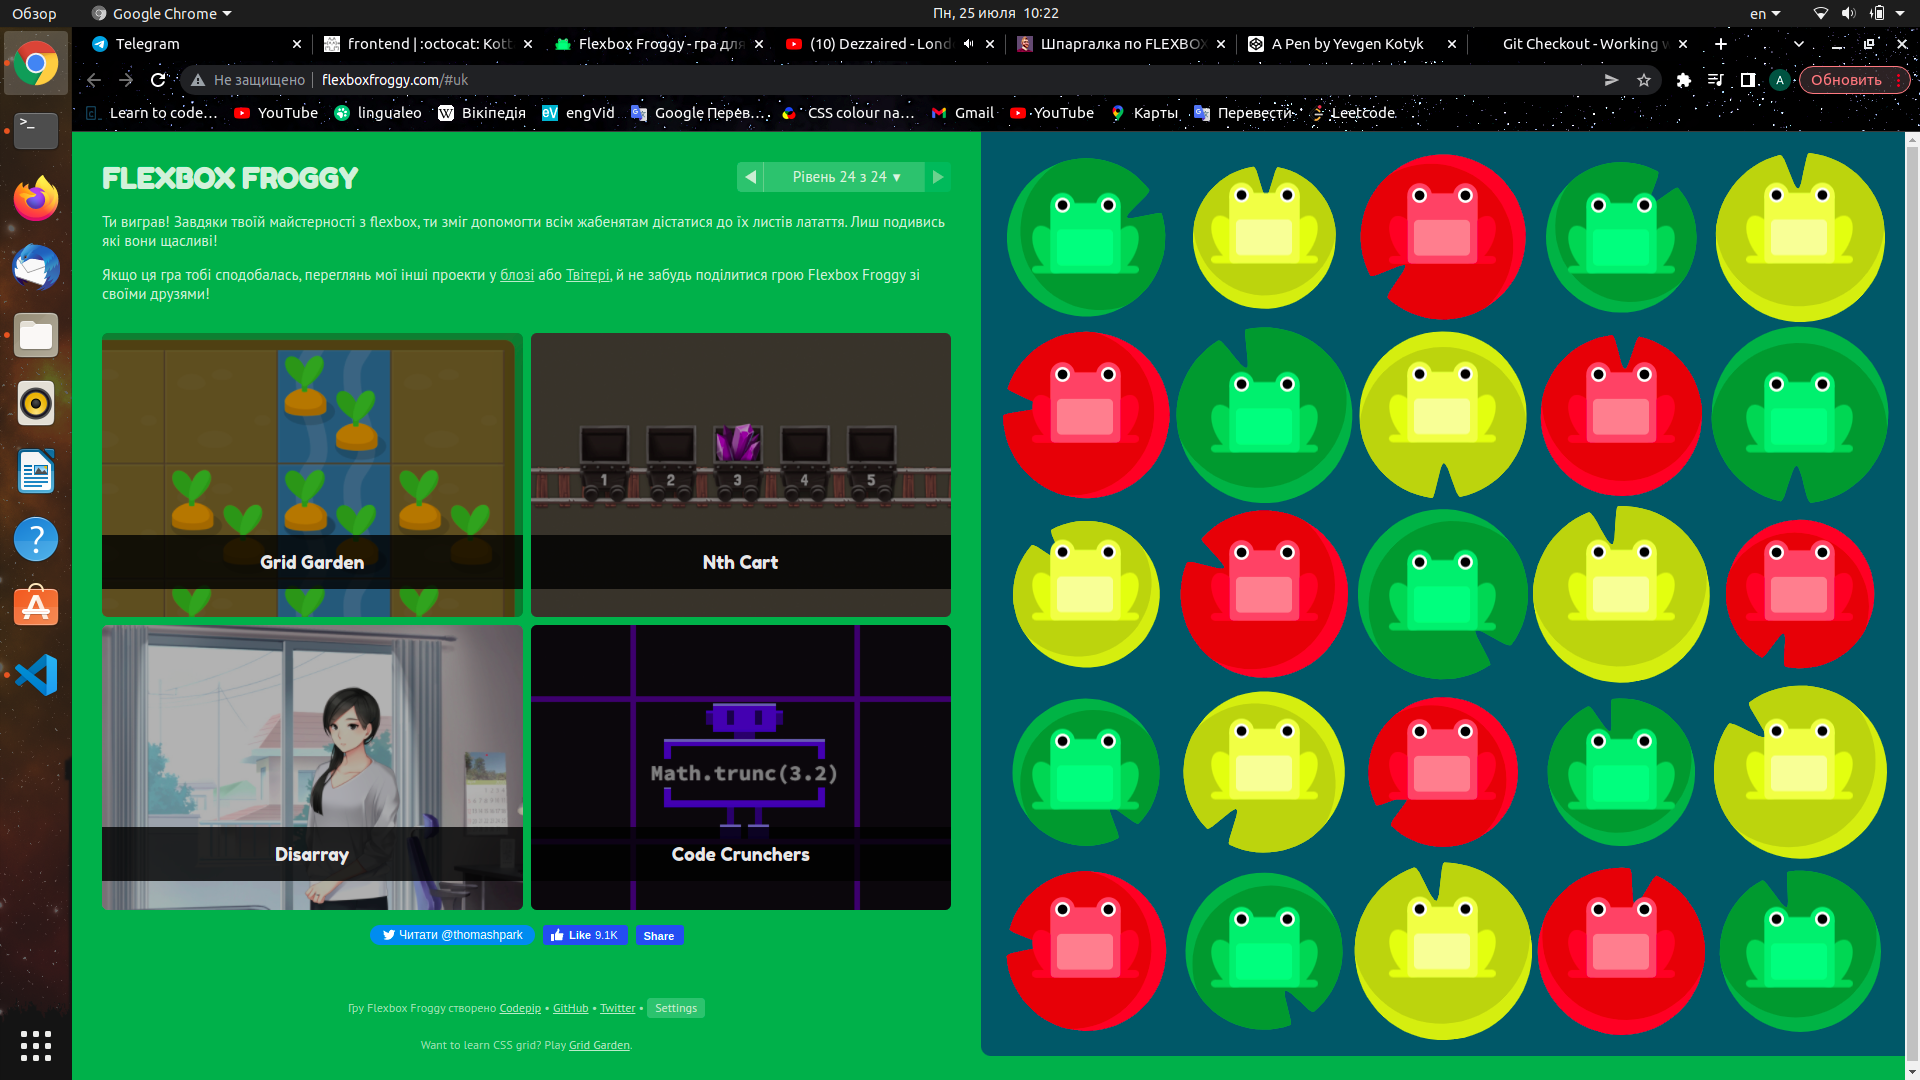 Обзор
Google Chrome
Пн, 25 июля 10:22
en
Telegram
frontend | :octocat: Kott
Flexbox Froggy - гра для
(10) Dezzaired - Lond
Шпаргалка по FLEXBOX
A Pen by Yevgen Kotyk
Git Checkout - Working w
Не защищено
flexboxfroggy.com/#uk
A
Обновить
Learn to code…
YouTube
lingualeo
Вікіпедія
engVid
Google Перев…
CSS colour na…
Gmail
YouTube
Карты
Перевести
Leetcode
FLEXBOX FROGGY
Рівень 24 з 24 ▼
Ти виграв! Завдяки твоїй майстерності з flexbox, ти зміг допомогти всім жабенятам дістатися до їх листів латаття. Лиш подивись
які вони щасливі!
Якщо ця гра тобі сподобалась, переглянь мої інші проекти у блозі або Твітері, й не забудь поділитися грою Flexbox Froggy зі
своїми друзями!
1 2 3 4 5
Grid Garden
Nth Cart
Math.trunc(3.2)
Disarray
Code Crunchers
Читати @thomashpark
Like 9.1K
Share
Гру Flexbox Froggy створено Codepip • GitHub • Twitter • Settings
Want to learn CSS grid? Play Grid Garden.